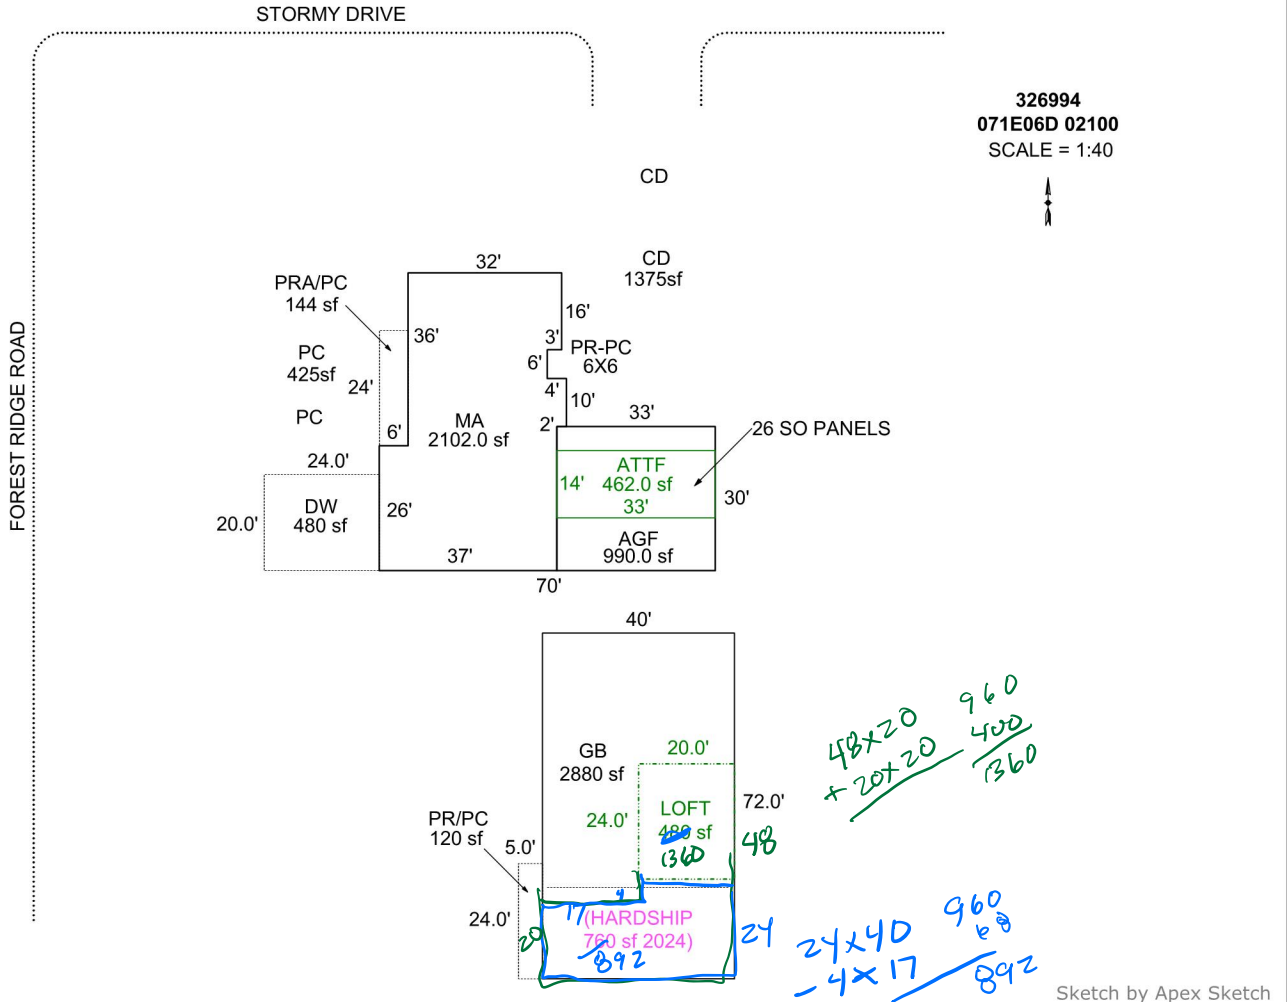 STORMY DRIVE
FOREST RIDGE ROAD
326994
071E06D 02100
SCALE = 1:40
CD
CD
1375sf
32'
PRA/PC
144 sf
16'
36'
3'
PR-PC
6X6
6'
PC
425sf
24'
4'
10'
33'
PC
MA
2102.0 sf
2'
6'
26 SO PANELS
24.0'
ATTF
462.0 sf
14'
33'
30'
DW
480 sf
20.0'
26'
AGF
990.0 sf
37'
70'
40'
GB
2880 sf
20.0'
48x20
+ 20x20
960
400
1360
72.0'
LOFT
480 sf
1360
24.0'
48
PR/PC
120 sf
5.0'
24.0'
20
17
4
(HARDSHIP
760 sf 2024)
892
24
24x40
- 4x17
960
68
892
Sketch by Apex Sketch